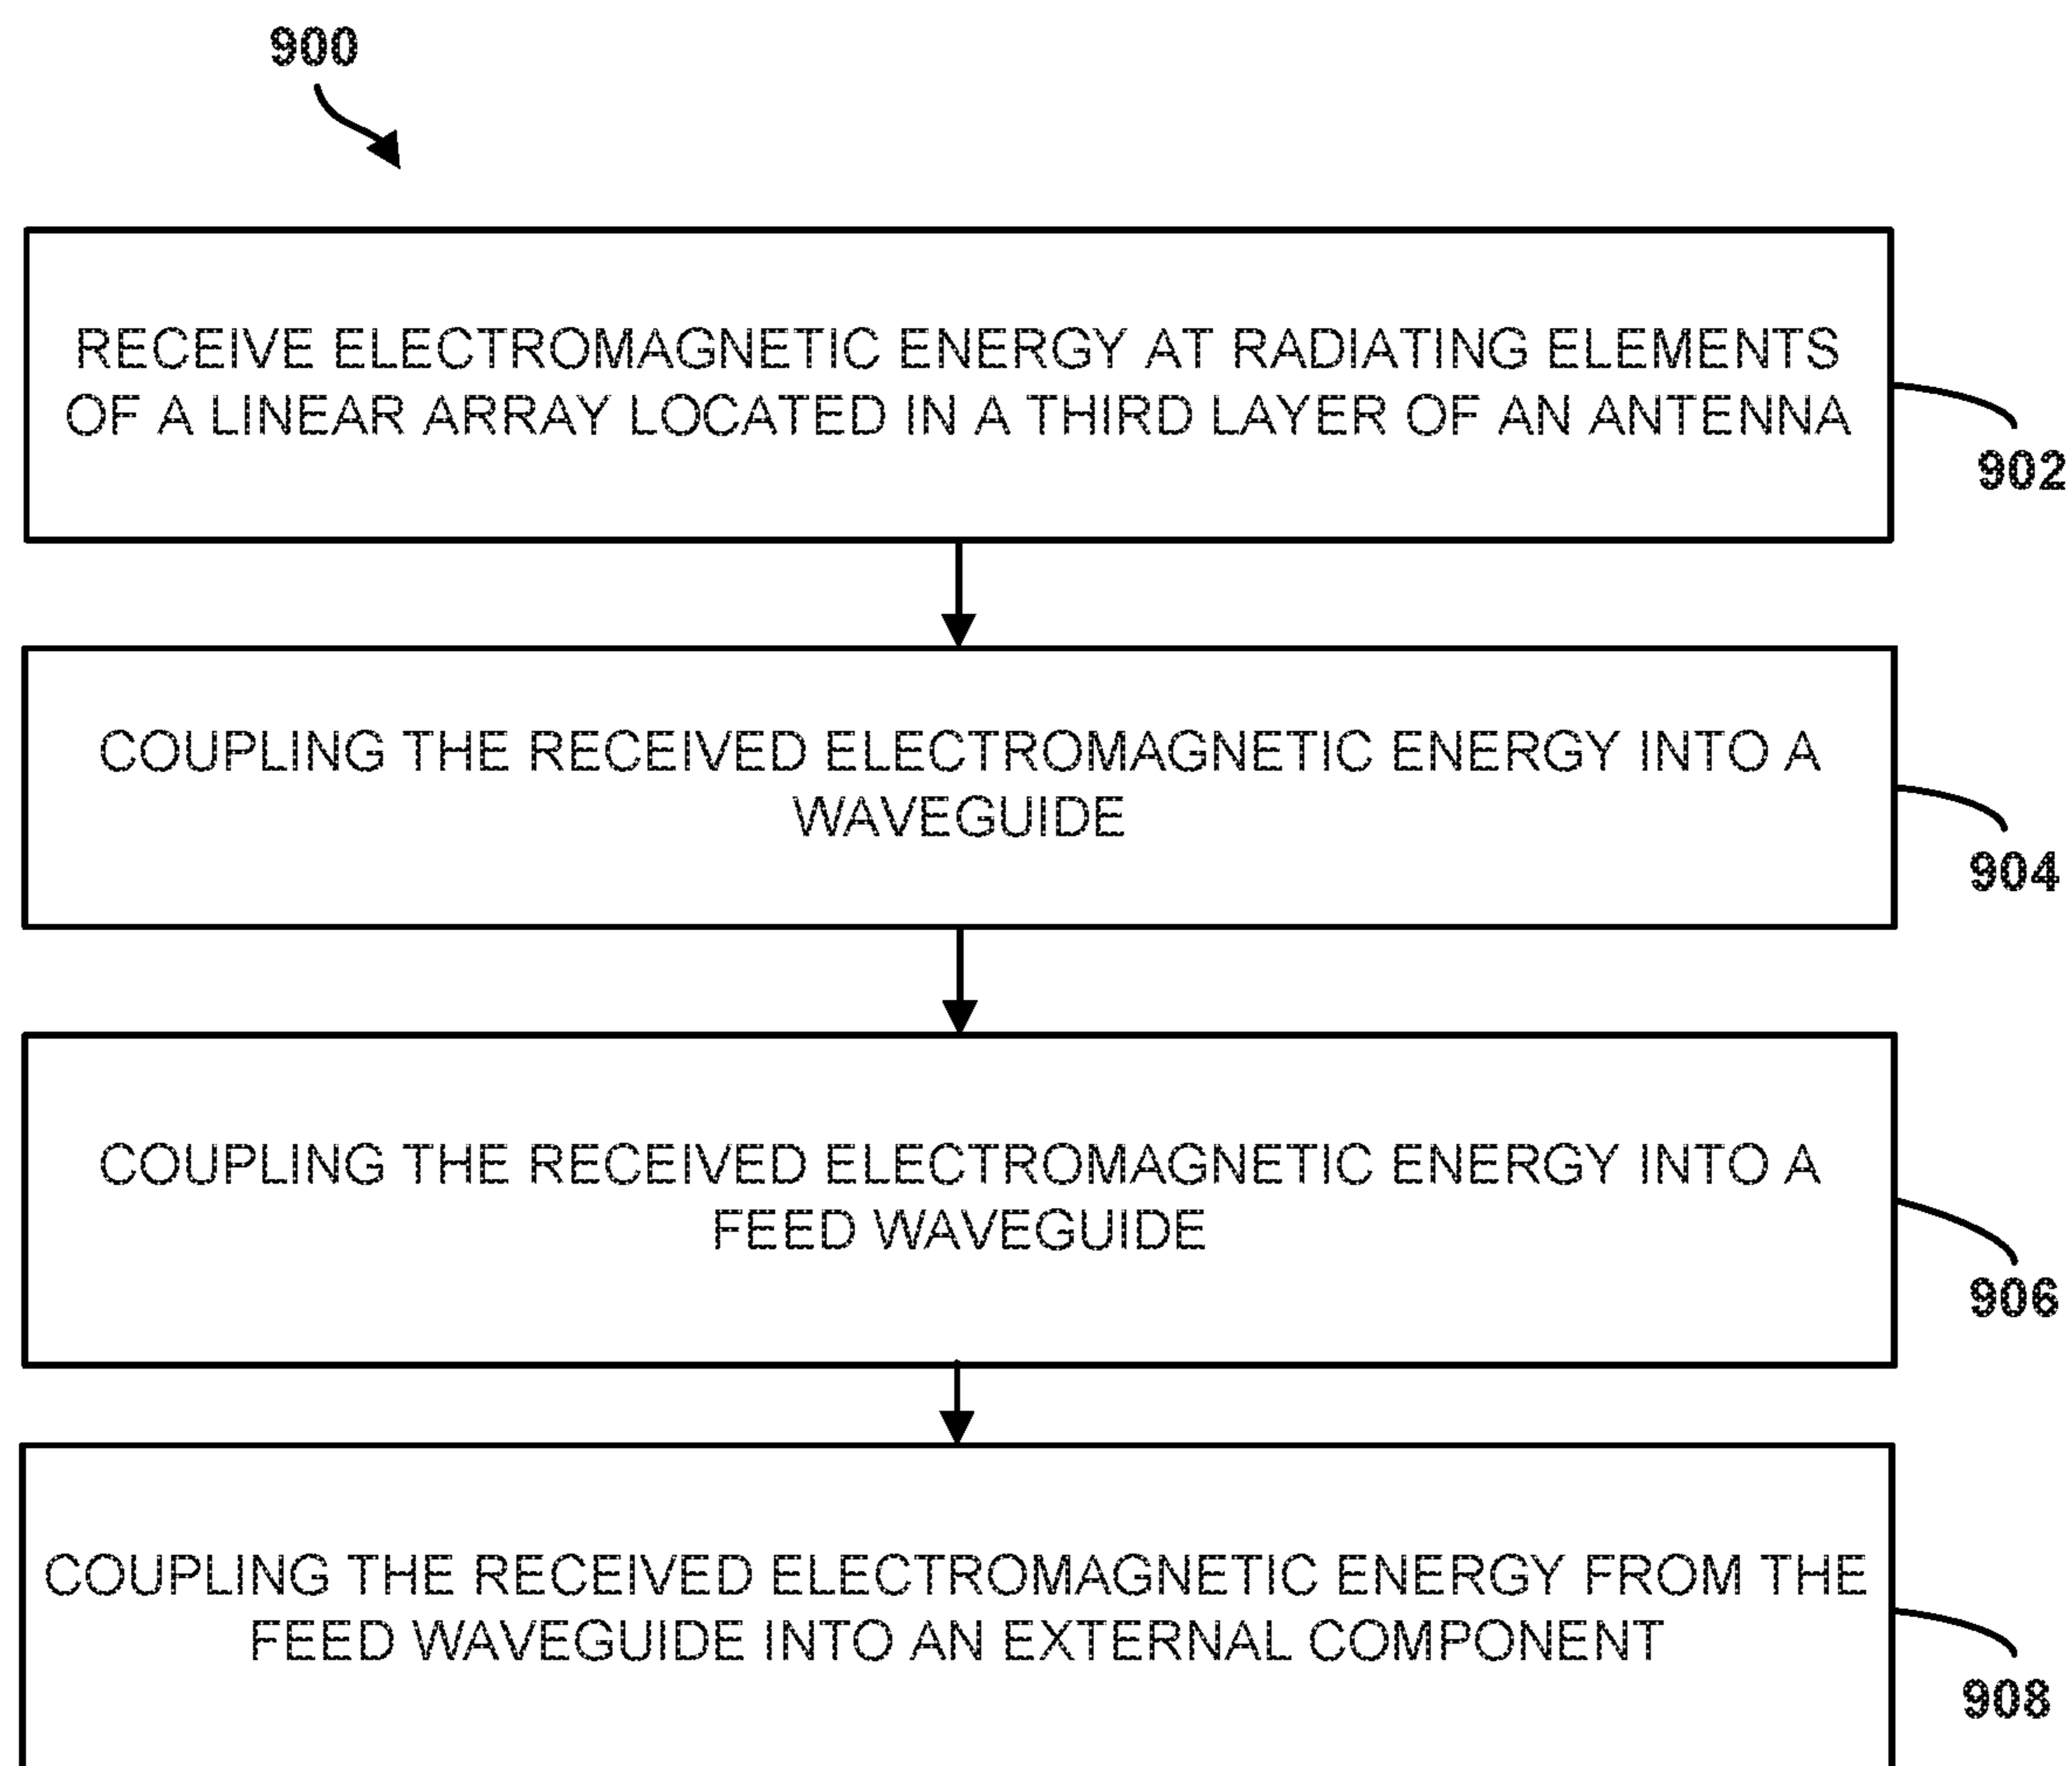 900
RECEIVE ELECTROMAGNETIC ENERGY AT RADIATING ELEMENTS
OF A LINEAR ARRAY LOCATED IN A THIRD LAYER OF AN ANTENNA
902
COUPLING THE RECEIVED ELECTROMAGNETIC ENERGY INTO A
WAVEGUIDE
904
COUPLING THE RECEIVED ELECTROMAGNETIC ENERGY INTO A
FEED WAVEGUIDE
906
COUPLING THE RECEIVED ELECTROMAGNETIC ENERGY FROM THE
FEED WAVEGUIDE INTO AN EXTERNAL COMPONENT
908